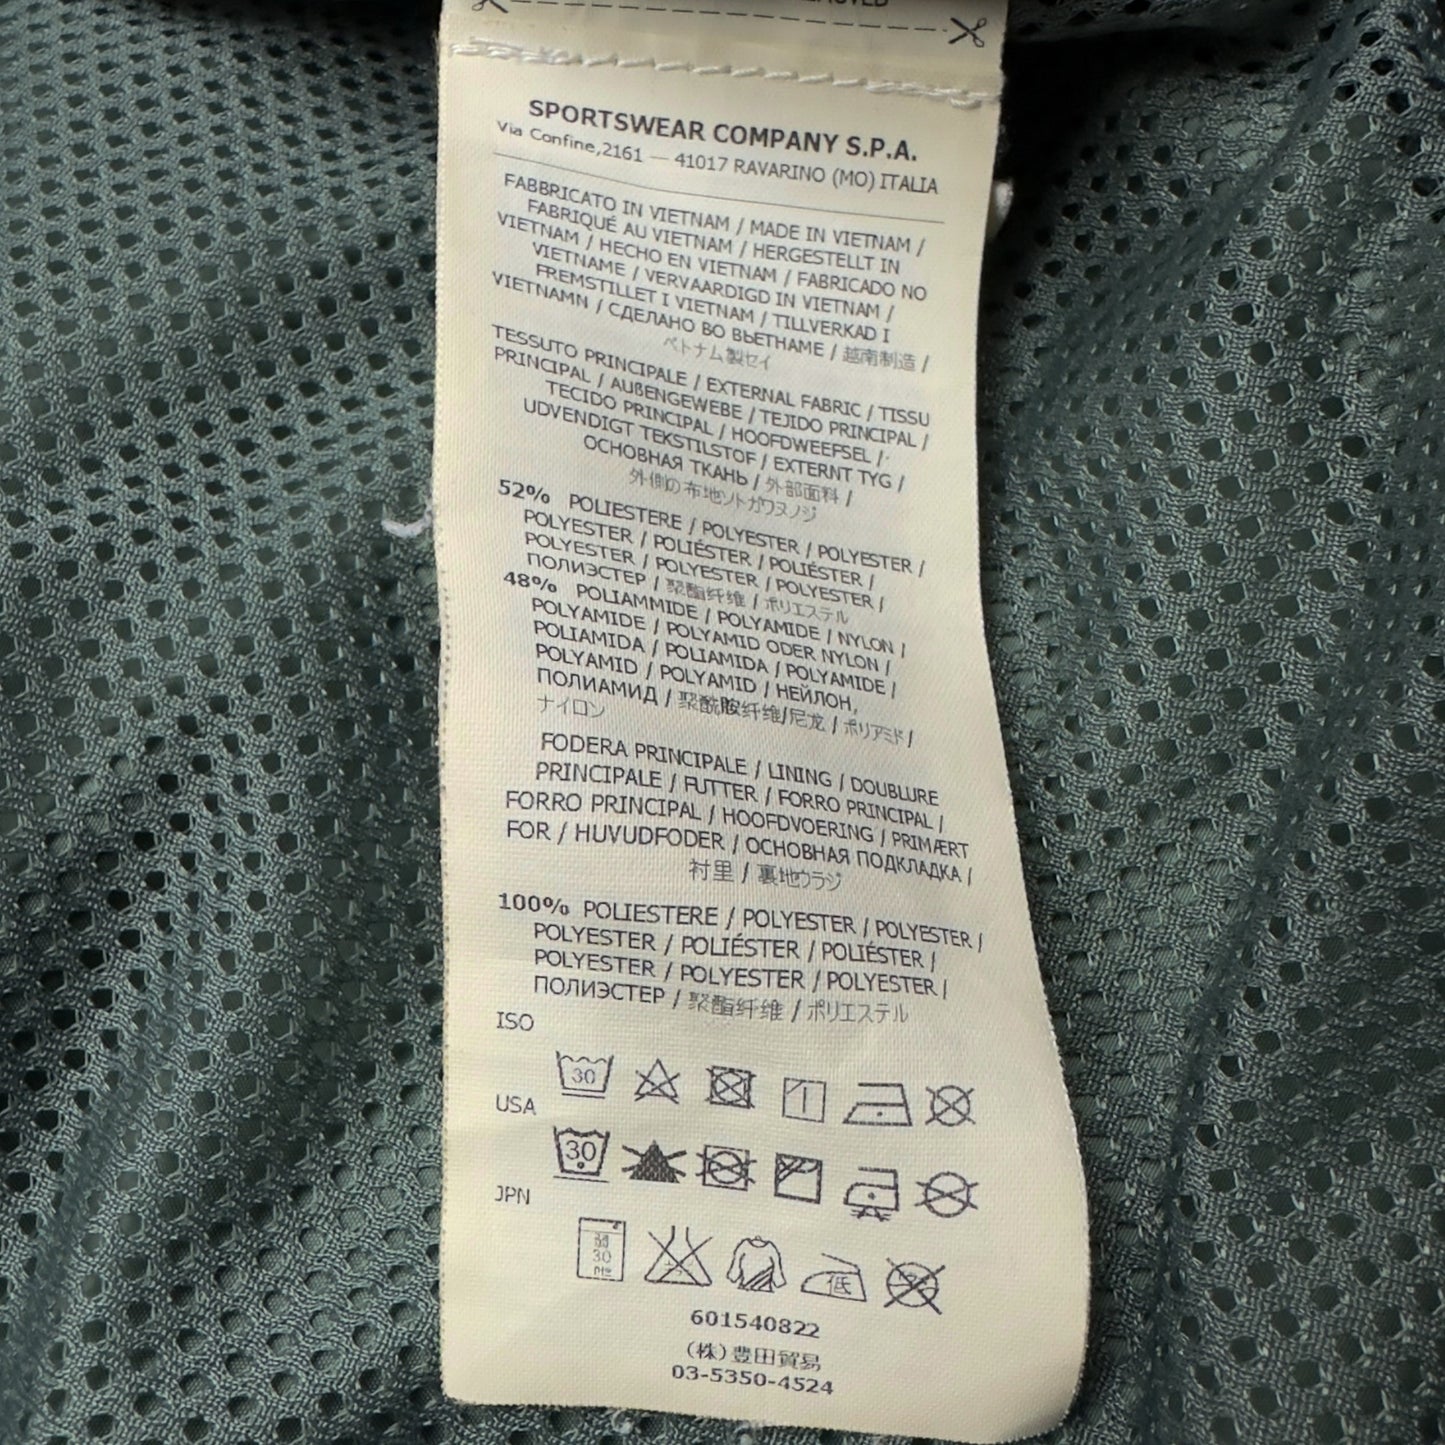 SPORTSWEAR COMPANY S.P.A.
Via Confine,2161 — 41017 RAVARINO (MO) ITALIA
FABBRICATO IN VIETNAM / MADE IN VIETNAM /
FABRIQUÉ AU VIETNAM / HERGESTELLT IN
VIETNAM / HECHO EN VIETNAM / FABRICADO NO
VIETNAME / VERVAARDIGD IN VIETNAM /
FREMSTILLET I VIETNAM / TILLVERKAD I
VIETNAMN / СДЕЛАНО ВО ВЬЕТНАМЕ / 越南制造 /
ベトナム製セイ
TESSUTO PRINCIPALE / EXTERNAL FABRIC / TISSU
PRINCIPAL / AUßENGEWEBE / TEJIDO PRINCIPAL /
TECIDO PRINCIPAL / HOOFDWEEFSEL /
UDVENDIGT TEKSTILSTOF / EXTERNT TYG /
ОСНОВНАЯ ТКАНЬ / 外部面料 /
外側の布地ソトガワヌノジ
52% POLIESTERE / POLYESTER / POLYESTER /
POLYESTER / POLIÉSTER / POLIÉSTER /
POLYESTER / POLYESTER / POLYESTER /
ПОЛИЭСТЕР / 聚酯纤维 / ポリエステル
48% POLIAMMIDE / POLYAMIDE / NYLON /
POLYAMIDE / POLYAMID ODER NYLON /
POLIAMIDA / POLIAMIDA / POLYAMIDE /
POLYAMID / POLYAMID / НЕЙЛОН,
ПОЛИАМИД / 聚酰胺纤维/尼龙 / ポリアミド/
ナイロン
FODERA PRINCIPALE / LINING / DOUBLURE
PRINCIPALE / FUTTER / FORRO PRINCIPAL /
FORRO PRINCIPAL / HOOFDVOERING / PRIMÆRT
FOR / HUVUDFODER / ОСНОВНАЯ ПОДКЛАДКА /
衬里 / 裏地ウラジ
100% POLIESTERE / POLYESTER / POLYESTER /
POLYESTER / POLIÉSTER / POLIÉSTER /
POLYESTER / POLYESTER / POLYESTER /
ПОЛИЭСТЕР / 聚酯纤维 / ポリエステル
ISO
30
USA
30
JPN
弱
30
低
601540822
(株)豊田貿易
03-5350-4524